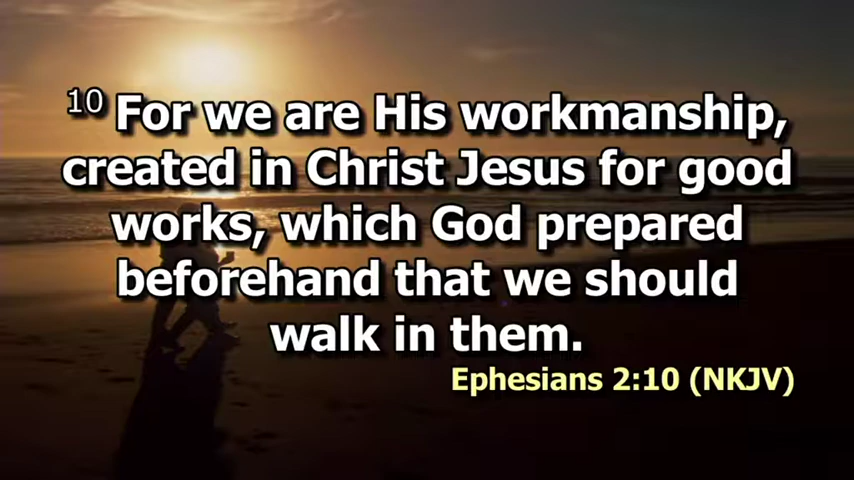 10 For we are His workmanship,
created in Christ Jesus for good
works, which God prepared
beforehand that we should
walk in them.
Ephesians 2:10 (NKJV)